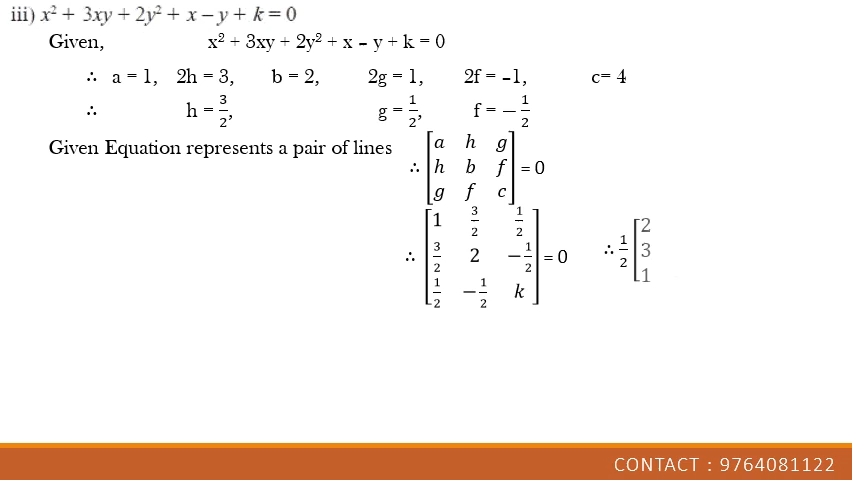 iii) x² + 3xy + 2y² + x – y + k = 0
Given, x² + 3xy + 2y² + x – y + k = 0
∴ a = 1, 2h = 3, b = 2, 2g = 1, 2f = –1, c= 4
∴ h = 3/2, g = 1/2, f = – 1/2
Given Equation represents a pair of lines ∴ [a h g
h b f
g f c] = 0
∴ [1 3/2 1/2
3/2 2 –1/2
1/2 –1/2 k] = 0 ∴ 1/2 [2
3
1
CONTACT : 9764081122